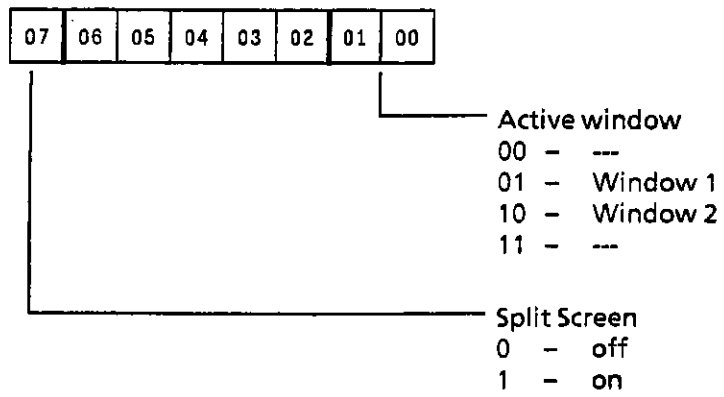 07 06 05 04 03 02 01 00
Active window
00 – ---
01 – Window 1
10 – Window 2
11 – ---
Split Screen
0 – off
1 – on